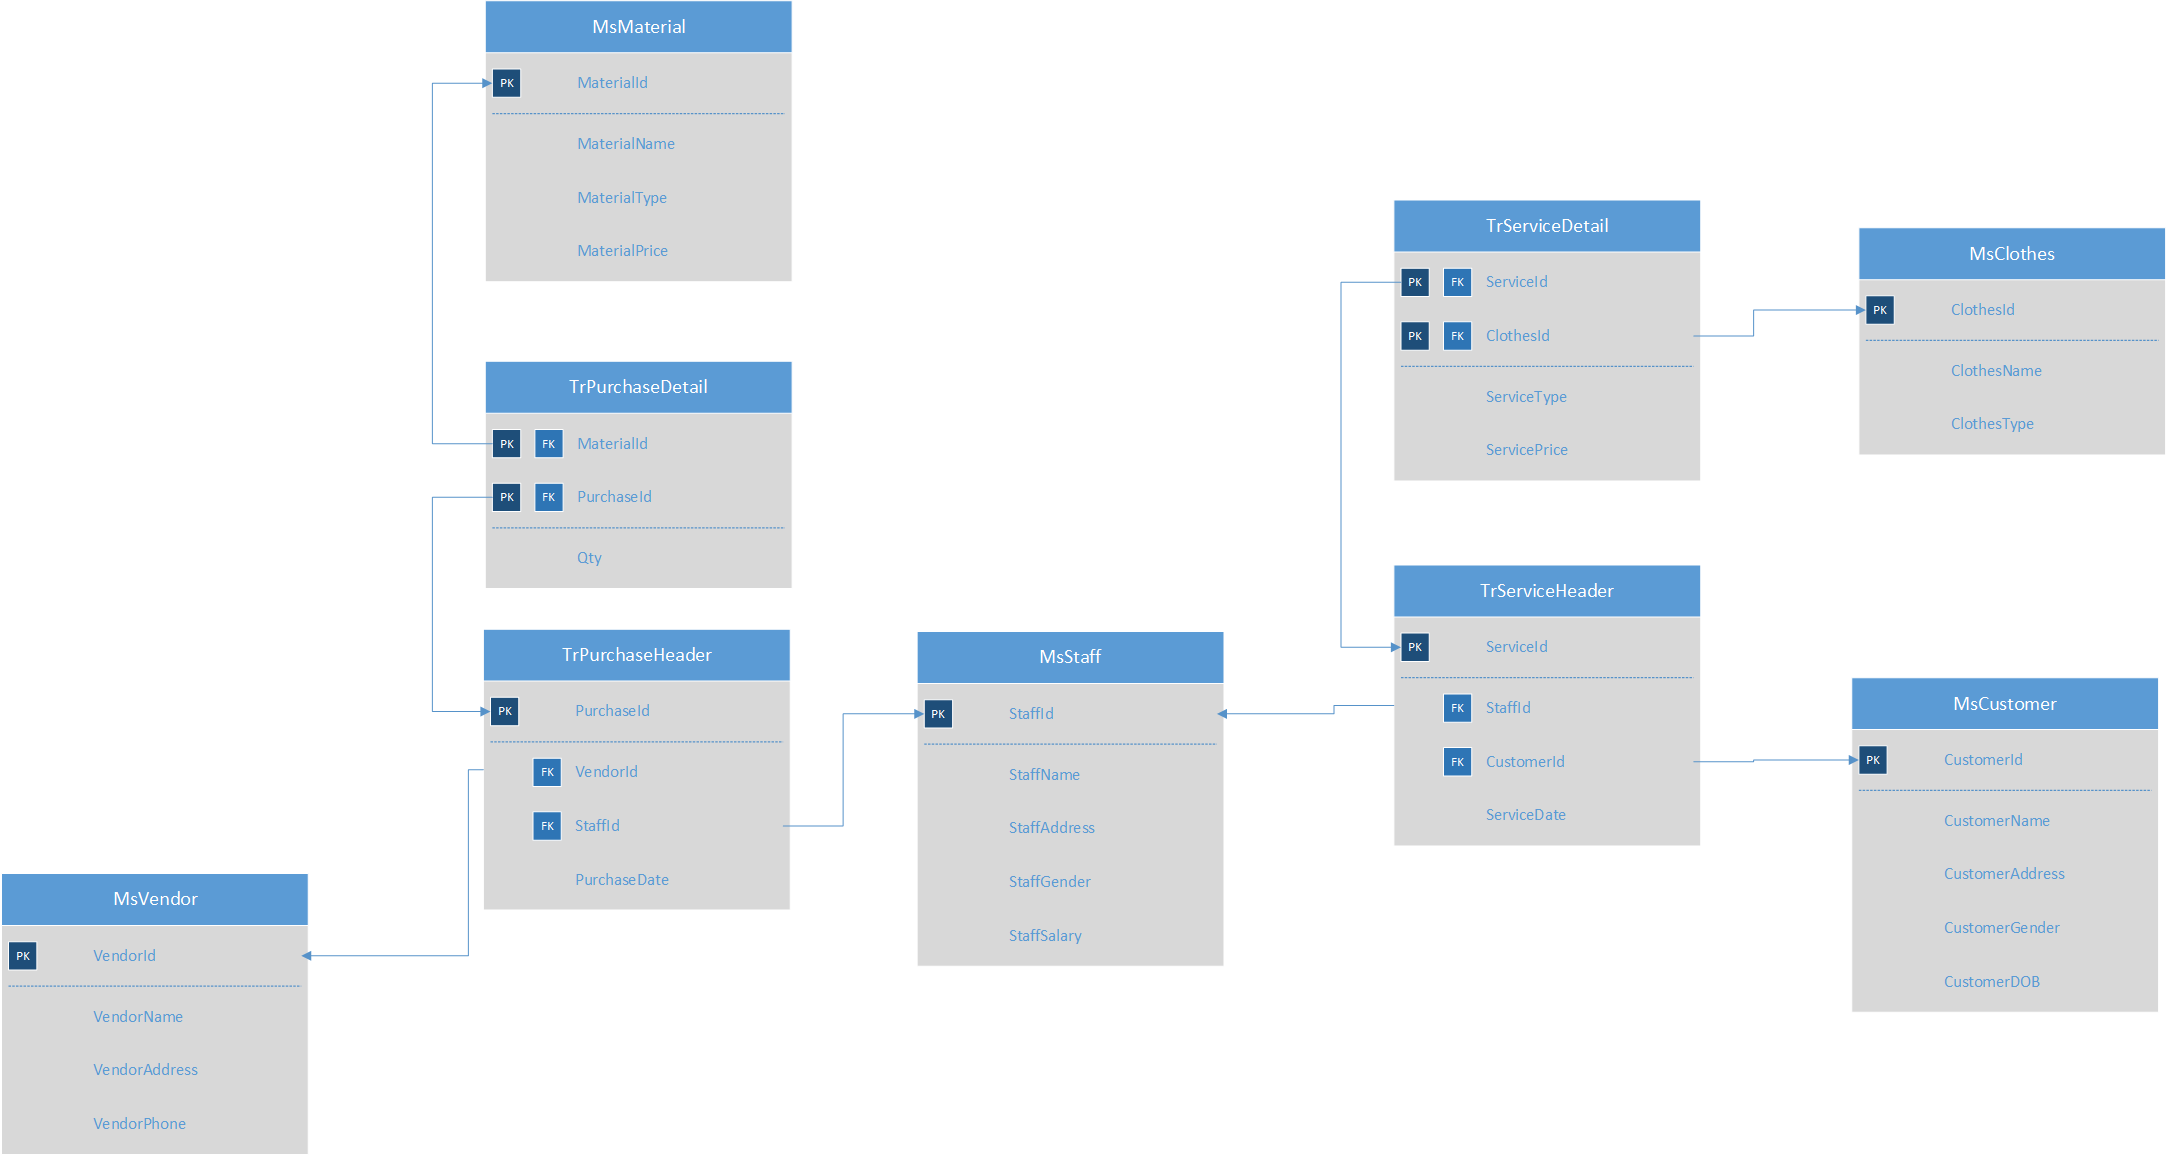 MsMaterial
PK MaterialId
MaterialName
MaterialType
MaterialPrice
TrPurchaseDetail
PK FK MaterialId
PK FK PurchaseId
Qty
TrPurchaseHeader
PK PurchaseId
FK VendorId
FK StaffId
PurchaseDate
MsVendor
PK VendorId
VendorName
VendorAddress
VendorPhone
MsStaff
PK StaffId
StaffName
StaffAddress
StaffGender
StaffSalary
TrServiceDetail
PK FK ServiceId
PK FK ClothesId
ServiceType
ServicePrice
TrServiceHeader
PK ServiceId
FK StaffId
FK CustomerId
ServiceDate
MsClothes
PK ClothesId
ClothesName
ClothesType
MsCustomer
PK CustomerId
CustomerName
CustomerAddress
CustomerGender
CustomerDOB